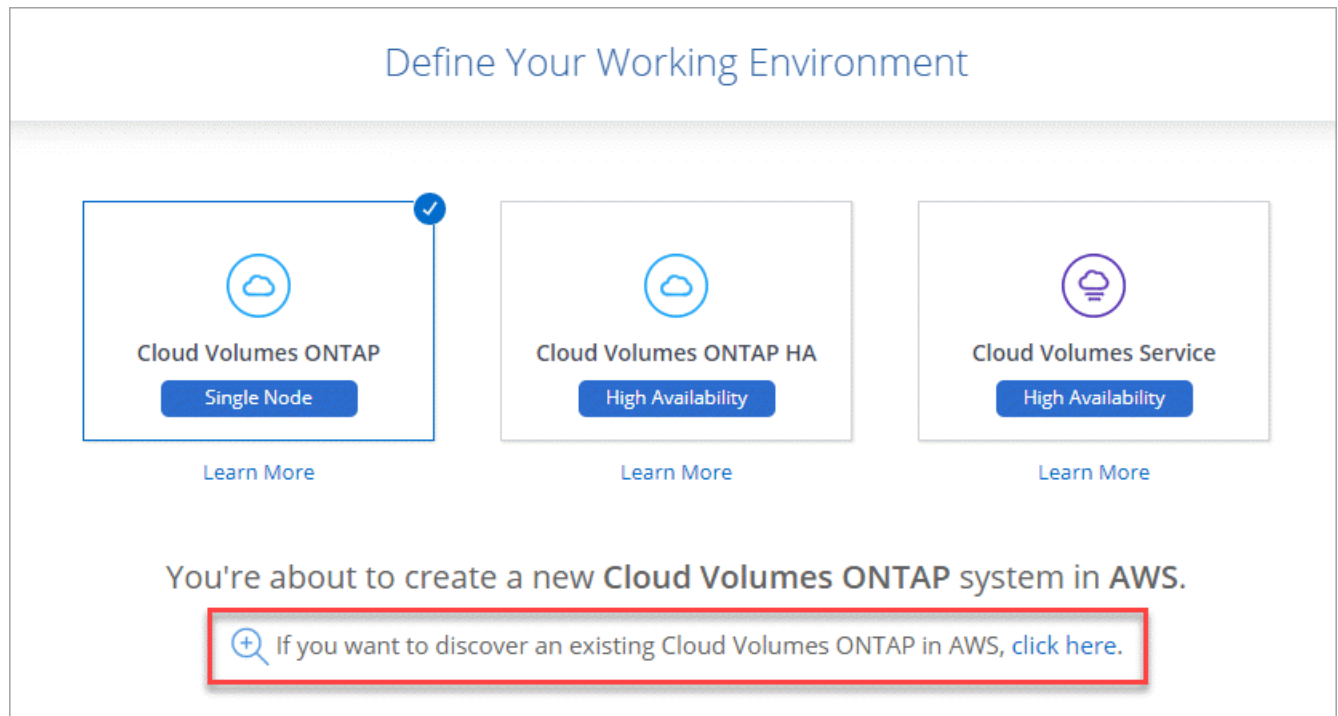 Define Your Working Environment
Cloud Volumes ONTAP
Single Node
Learn More
Cloud Volumes ONTAP HA
High Availability
Learn More
Cloud Volumes Service
High Availability
Learn More
You're about to create a new Cloud Volumes ONTAP system in AWS.
If you want to discover an existing Cloud Volumes ONTAP in AWS, click here.